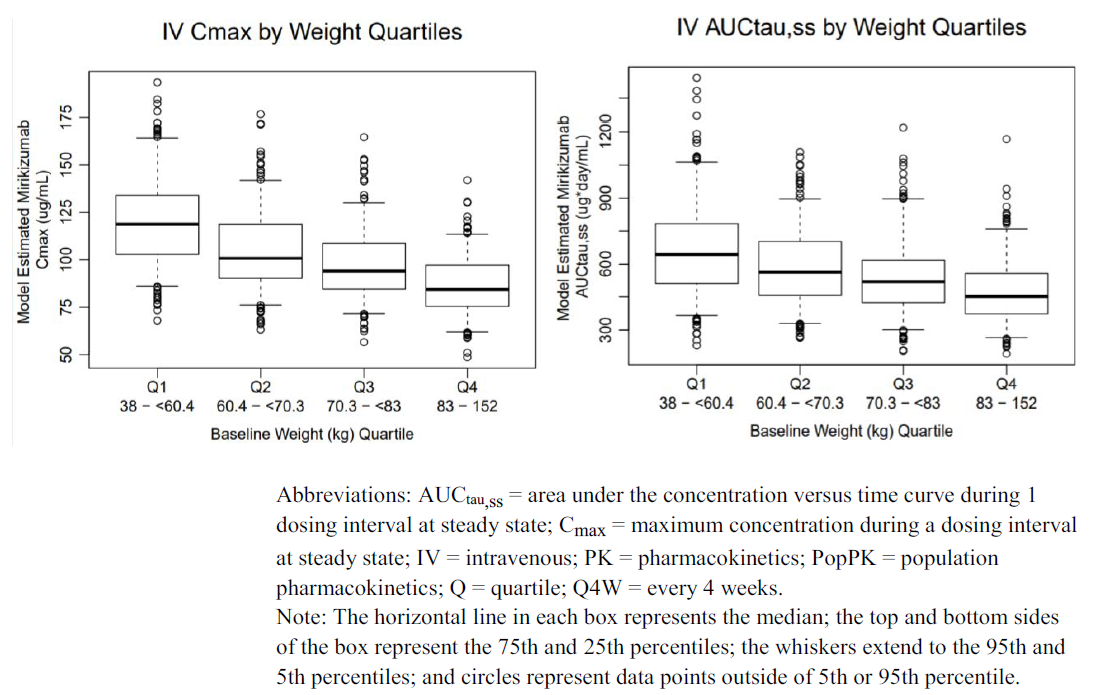 IV Cmax by Weight Quartiles
Model Estimated Mirikizumab
Cmax (ug/mL)
175
150
125
100
75
50
Q1 Q2 Q3 Q4
38 – <60.4 60.4 – <70.3 70.3 – <83 83 – 152
Baseline Weight (kg) Quartile
IV AUCtau,ss by Weight Quartiles
Model Estimated Mirikizumab
AUCtau,ss (ug*day/mL)
1200
900
600
300
Q1 Q2 Q3 Q4
38 – <60.4 60.4 – <70.3 70.3 – <83 83 – 152
Baseline Weight (kg) Quartile
Abbreviations: AUCtau,ss = area under the concentration versus time curve during 1
dosing interval at steady state; Cmax = maximum concentration during a dosing interval
at steady state; IV = intravenous; PK = pharmacokinetics; PopPK = population
pharmacokinetics; Q = quartile; Q4W = every 4 weeks.
Note: The horizontal line in each box represents the median; the top and bottom sides
of the box represent the 75th and 25th percentiles; the whiskers extend to the 95th and
5th percentiles; and circles represent data points outside of 5th or 95th percentile.